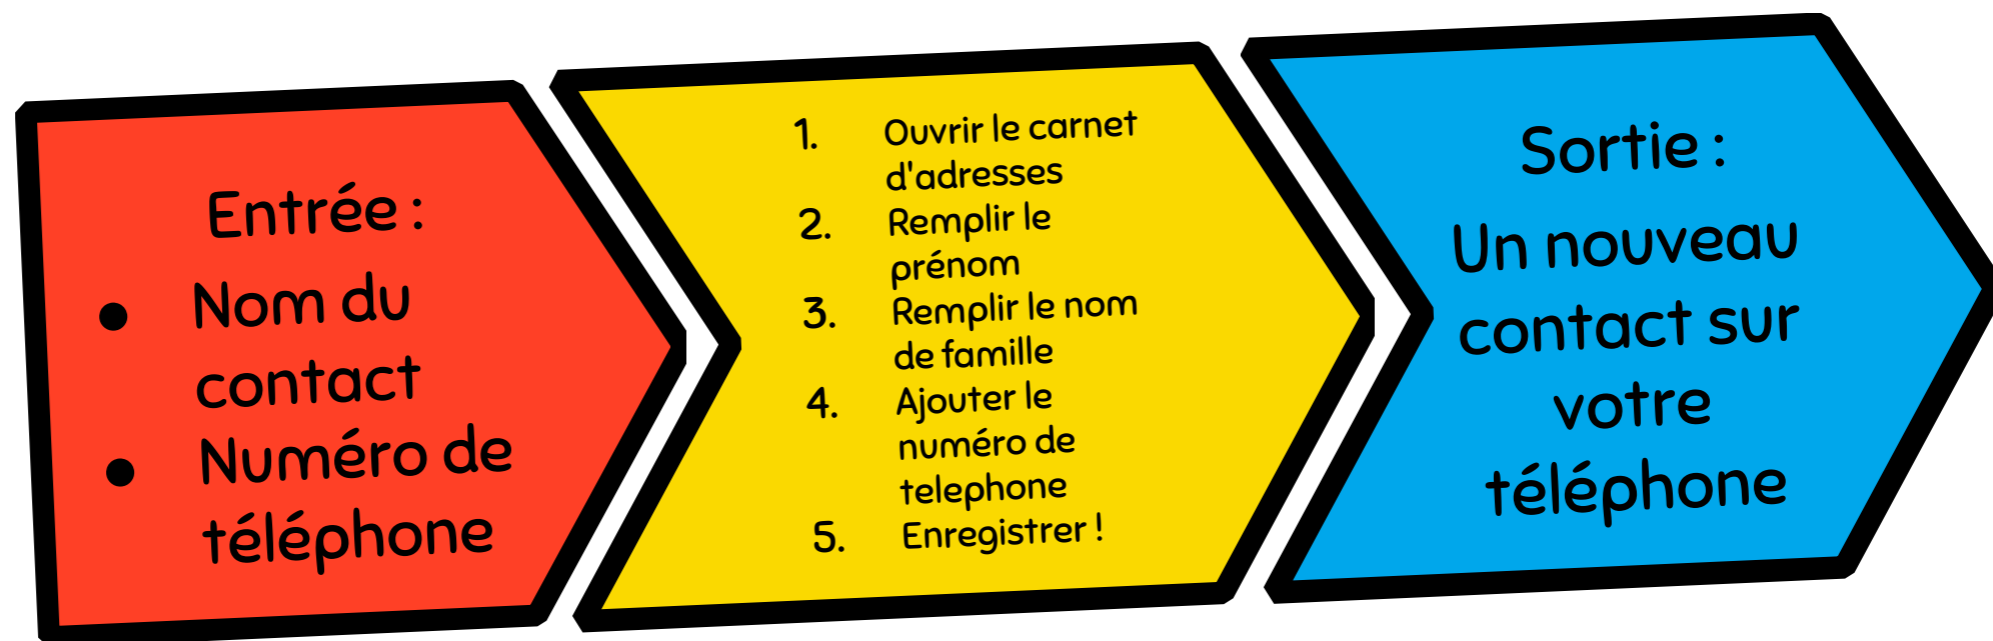 Entrée :
● Nom du
contact
● Numéro de
téléphone
1. Ouvrir le carnet
d'adresses
2. Remplir le
prénom
3. Remplir le nom
de famille
4. Ajouter le
numéro de
telephone
5. Enregistrer !
Sortie :
Un nouveau
contact sur
votre
téléphone